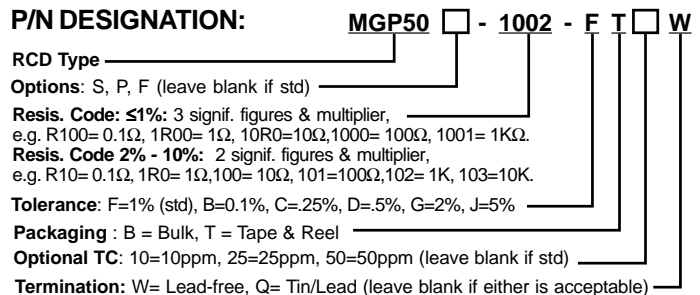 P/N DESIGNATION: MGP50 □ - 1002 - F T □ W
RCD Type
Options: S, P, F (leave blank if std)
Resis. Code: ≤1%: 3 signif. figures & multiplier,
e.g. R100= 0.1Ω, 1R00= 1Ω, 10R0=10Ω,1000= 100Ω, 1001= 1KΩ.
Resis. Code 2% - 10%: 2 signif. figures & multiplier,
e.g. R10= 0.1Ω, 1R0= 1Ω,100= 10Ω, 101=100Ω,102= 1K, 103=10K.
Tolerance: F=1% (std), B=0.1%, C=.25%, D=.5%, G=2%, J=5%
Packaging : B = Bulk, T = Tape & Reel
Optional TC: 10=10ppm, 25=25ppm, 50=50ppm (leave blank if std)
Termination: W= Lead-free, Q= Tin/Lead (leave blank if either is acceptable)